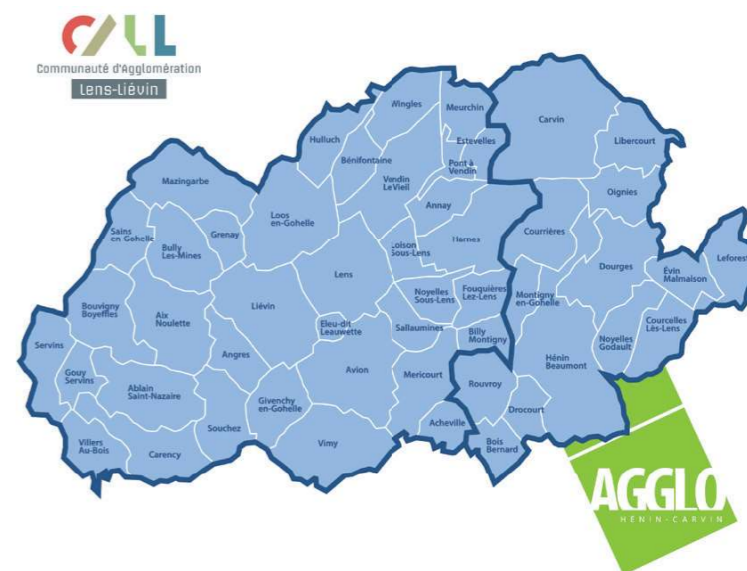 CALL
Communauté d'Agglomération
Lens-Liévin
Wingles
Meurchin
Carvin
Hulluch
Estevelles
Libercourt
Bénifontaine
Pont à
Vendin
Mazingarbe
Vendin
LeVieil
Oignies
Loos
en-Gohelle
Annay
Sains
en-Gohelle
Grenay
Courrières
Harnes
Bully
Les-Mines
Loison
Sous-Lens
Leforest
Lens
Dourges
Évin
Malmaison
Noyelles
Sous-Lens
Fouquières
Lez-Lens
Montigny
en-Gohelle
Bouvigny
Boyeffles
Liévin
Aix
Noulette
Courcelles
Lès-Lens
Eleu-dit
Leauwette
Sallaumines
Billy
Montigny
Noyelles
Godault
Servins
Angres
Hénin
Beaumont
Avion
Gouy
Servins
Mericourt
Rouvroy
Ablain
Saint-Nazaire
Givenchy
en-Gohelle
Drocourt
Souchez
Acheville
Villers
Au-Bois
Vimy
Bois
Bernard
Carency
AGGLO
HENIN-CARVIN